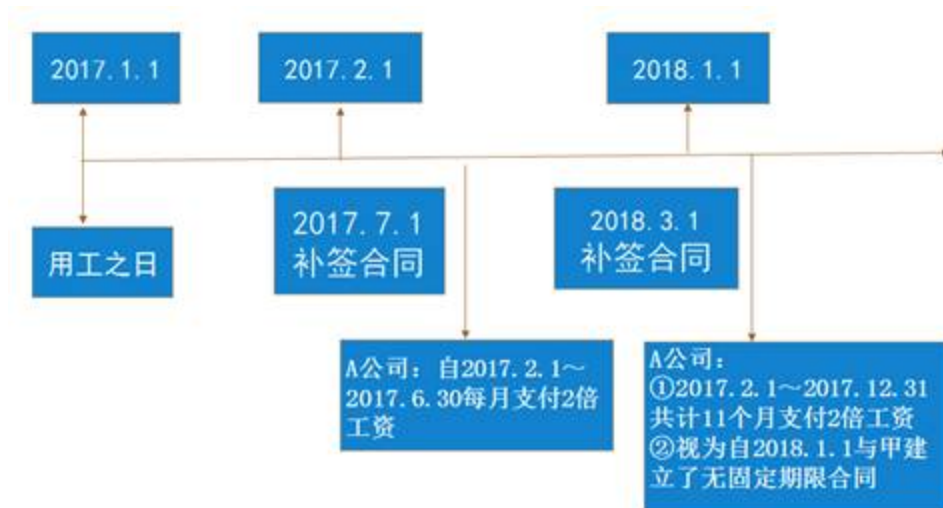 2017.1.1
2017.2.1
2018.1.1
用工之日
2017.7.1
补签合同
2018.3.1
补签合同
A公司：自2017.2.1～
2017.6.30每月支付2倍
工资
A公司：
①2017.2.1～2017.12.31
共计11个月支付2倍工资
②视为自2018.1.1与甲建
立了无固定期限合同